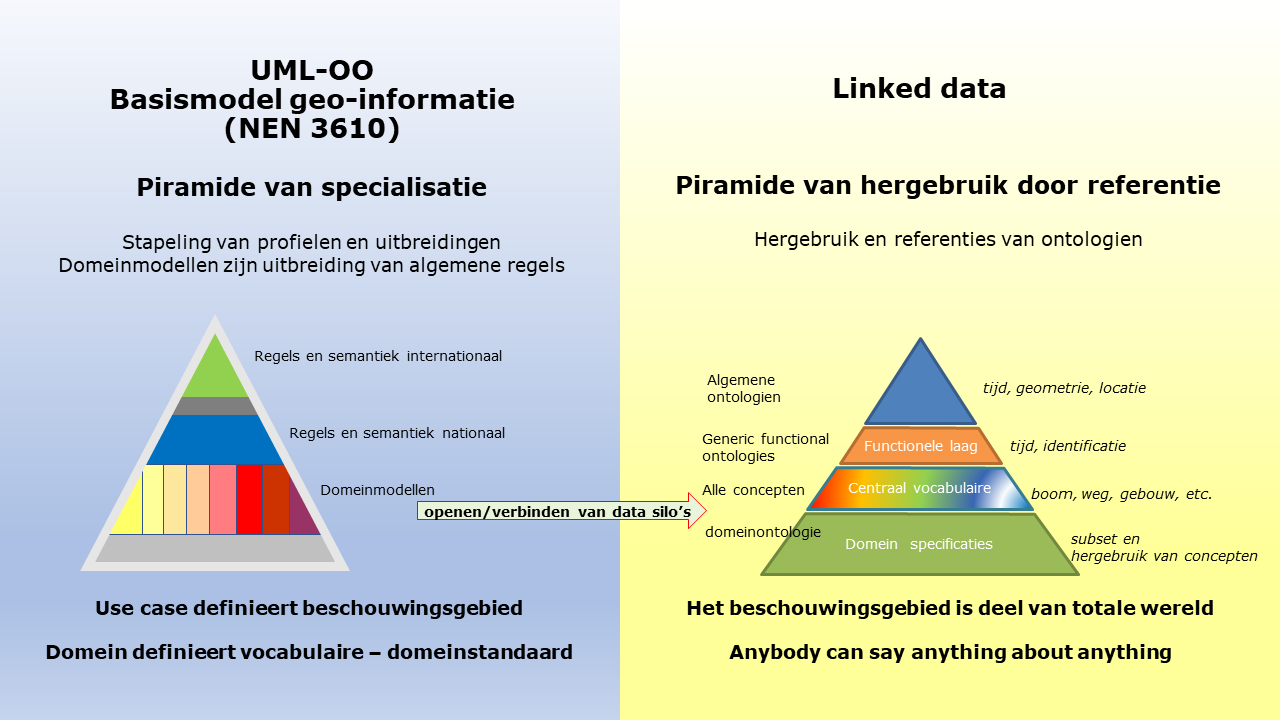 UML-OO
Basismodel geo-informatie
(NEN 3610)
Piramide van specialisatie
Stapeling van profielen en uitbreidingen
Domeinmodellen zijn uitbreiding van algemene regels
Regels en semantiek internationaal
Regels en semantiek nationaal
Domeinmodellen
openen/verbinden van data silo’s
Use case definieert beschouwingsgebied
Domein definieert vocabulaire – domeinstandaard
Linked data
Piramide van hergebruik door referentie
Hergebruik en referenties van ontologien
Algemene
ontologien
tijd, geometrie, locatie
Generic functional
ontologies
Functionele laag
tijd, identificatie
Alle concepten
Centraal vocabulaire
boom, weg, gebouw, etc.
domeinontologie
Domein specificaties
subset en
hergebruik van concepten
Het beschouwingsgebied is deel van totale wereld
Anybody can say anything about anything